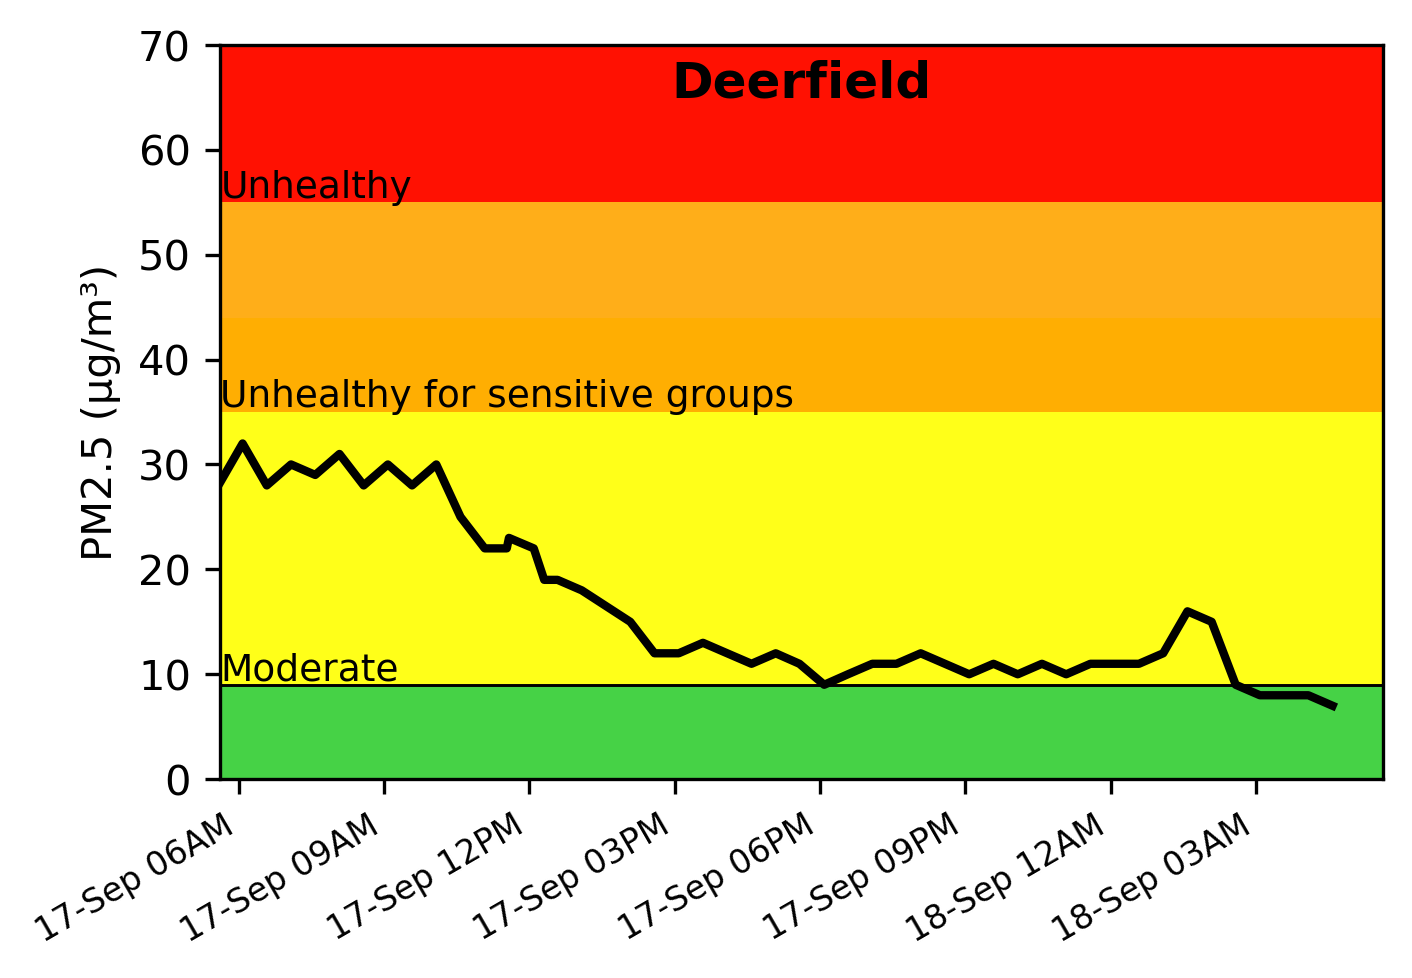 Deerfield
70
60
Unhealthy
50
40
Unhealthy for sensitive groups
30
20
Moderate
10
0
PM2.5 (µg/m³)
17-Sep 06AM
17-Sep 09AM
17-Sep 12PM
17-Sep 03PM
17-Sep 06PM
17-Sep 09PM
18-Sep 12AM
18-Sep 03AM